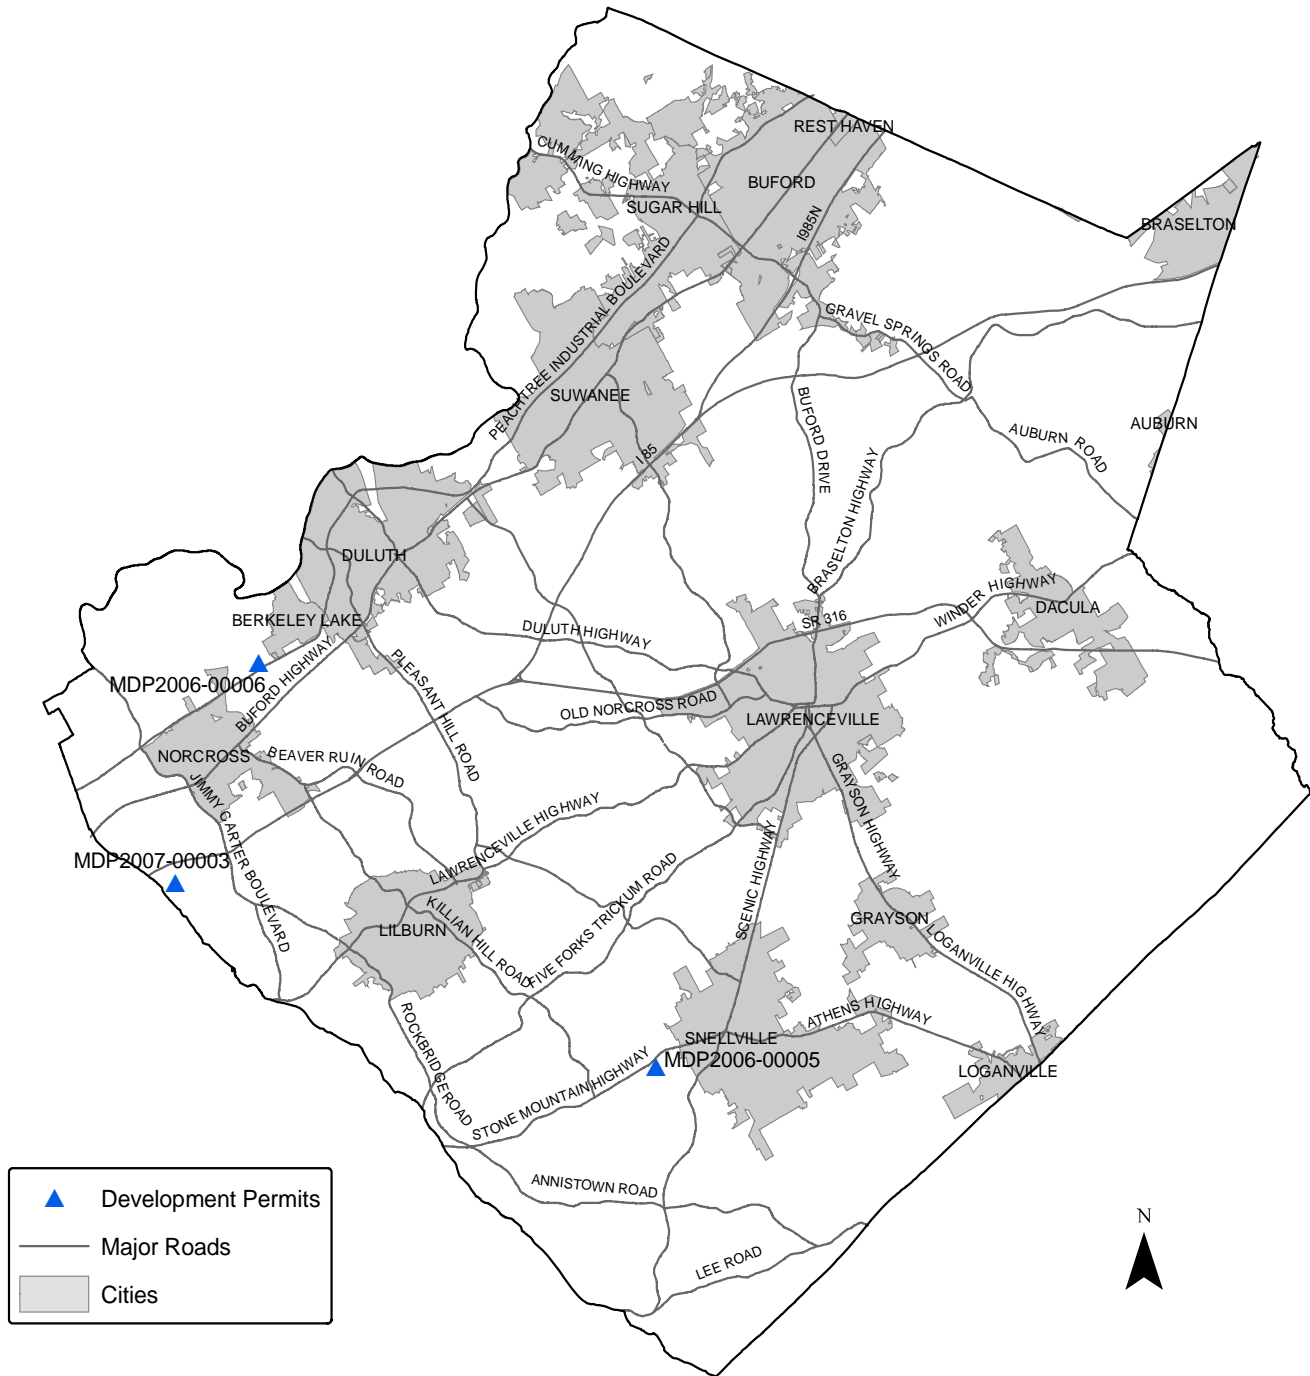 REST HAVEN
CUMMING HIGHWAY
BUFORD
SUGAR HILL
I985N
BRASELTON
PEACHTREE INDUSTRIAL BOULEVARD
GRAVEL SPRINGS ROAD
SUWANEE
BUFORD DRIVE
AUBURN
AUBURN ROAD
I 85
BRASELTON HIGHWAY
DULUTH
WINDER HIGHWAY
DACULA
BERKELEY LAKE
DULUTH HIGHWAY
SR 316
MDP2006-00006
BUFORD HIGHWAY
PLEASANT HILL ROAD
OLD NORCROSS ROAD
LAWRENCEVILLE
NORCROSS
BEAVER RUIN ROAD
JIMMY CARTER BOULEVARD
GRAYSON HIGHWAY
LAWRENCEVILLE HIGHWAY
MDP2007-00003
SCENIC HIGHWAY
FIVE FORKS TRICKUM ROAD
KILLIAN HILL ROAD
LILBURN
GRAYSON
LOGANVILLE HIGHWAY
ROCKBRIDGE ROAD
ATHENS HIGHWAY
SNELLVILLE
MDP2006-00005
STONE MOUNTAIN HIGHWAY
LOGANVILLE
ANNISTOWN ROAD
LEE ROAD
Development Permits
Major Roads
Cities
N